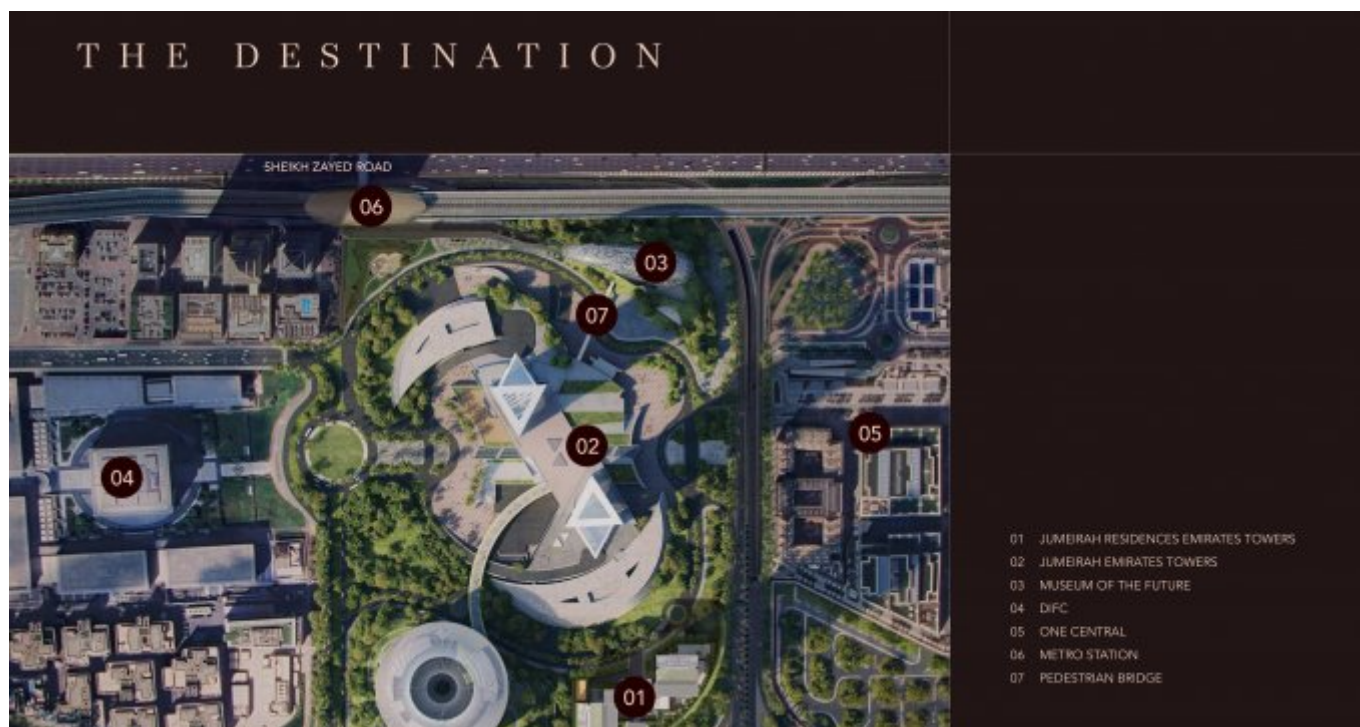 THE DESTINATION
SHEIKH ZAYED ROAD
06
03
07
05
02
04
01
01 JUMEIRAH RESIDENCES EMIRATES TOWERS
02 JUMEIRAH EMIRATES TOWERS
03 MUSEUM OF THE FUTURE
04 DIFC
05 ONE CENTRAL
06 METRO STATION
07 PEDESTRIAN BRIDGE